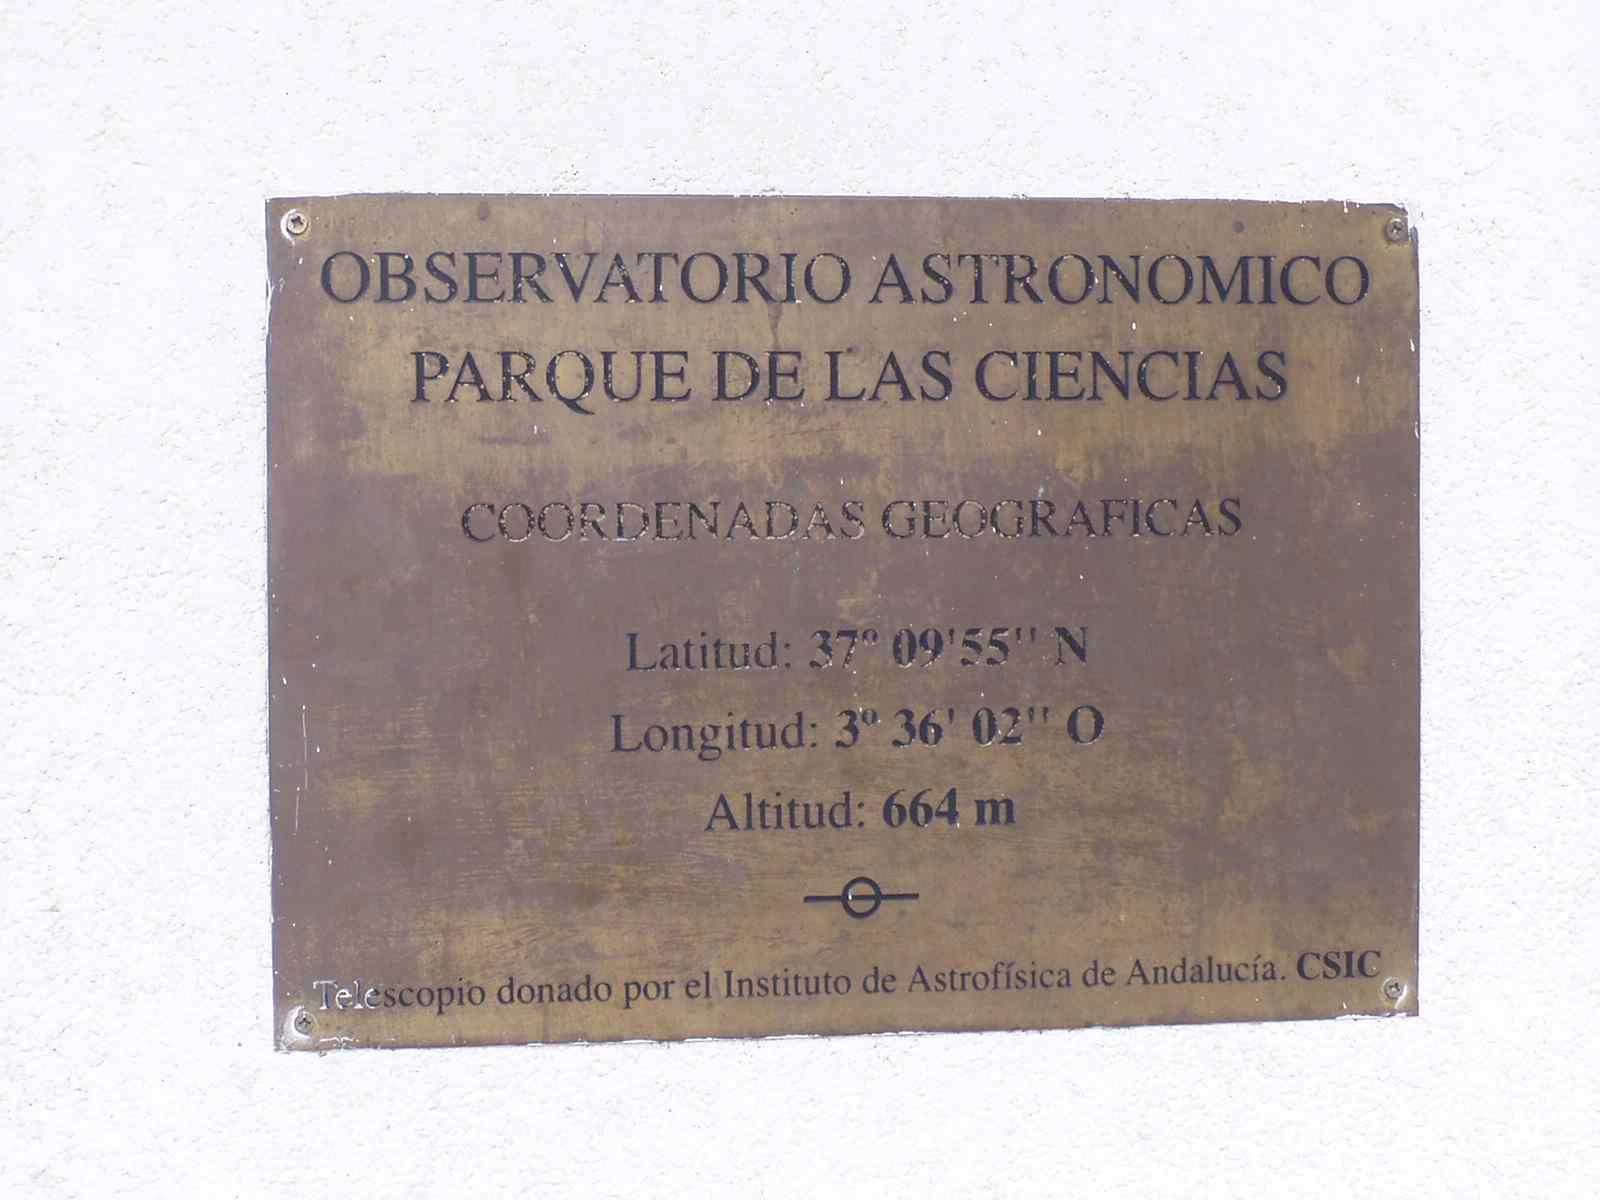 OBSERVATORIO ASTRONOMICO
PARQUE DE LAS CIENCIAS
COORDENADAS GEOGRAFICAS
Latitud: 37º 09'55'' N
Longitud: 3º 36' 02'' O
Altitud: 664 m
Telescopio donado por el Instituto de Astrofísica de Andalucía. CSIC